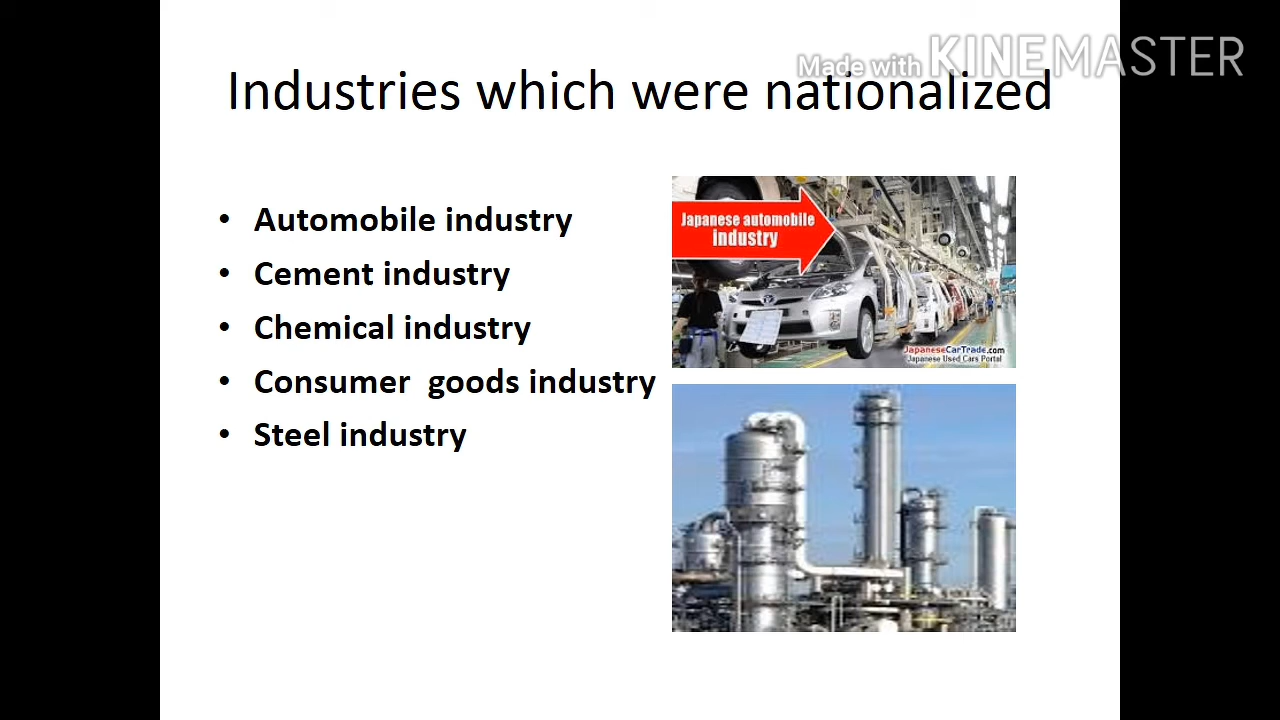 Made with KINEMASTER
Industries which were nationalized
• Automobile industry
• Cement industry
• Chemical industry
• Consumer goods industry
• Steel industry
Japanese automobile
industry
JapaneseCarTrade.com
Japanese Used Cars Portal